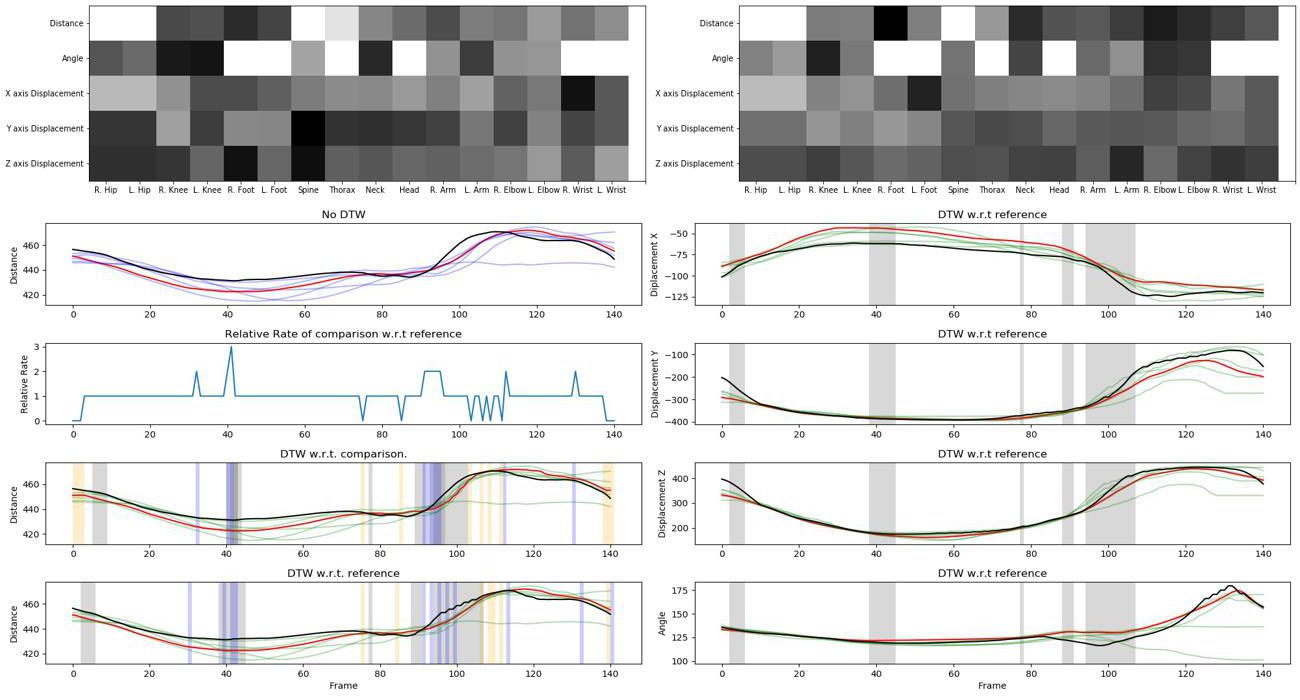 Distance
Angle
X axis Displacement
Y axis Displacement
Z axis Displacement
R. Hip L. Hip R. Knee L. Knee R. Foot L. Foot Spine Thorax Neck Head R. Arm L. Arm R. Elbow L. Elbow R. Wrist L. Wrist
Distance
Angle
X axis Displacement
Y axis Displacement
Z axis Displacement
R. Hip L. Hip R. Knee L. Knee R. Foot L. Foot Spine Thorax Neck Head R. Arm L. Arm R. Elbow L. Elbow R. Wrist L. Wrist
No DTW
Distance
460
440
420
0 20 40 60 80 100 120 140
Relative Rate of comparison w.r.t reference
Relative Rate
3
2
1
0
0 20 40 60 80 100 120 140
DTW w.r.t. comparison.
Distance
460
440
420
0 20 40 60 80 100 120 140
DTW w.r.t. reference
Distance
460
440
420
0 20 40 60 80 100 120 140
Frame
DTW w.r.t reference
Diplacement X
−50
−75
−100
−125
0 20 40 60 80 100 120 140
DTW w.r.t reference
Displacement Y
−100
−200
−300
−400
0 20 40 60 80 100 120 140
DTW w.r.t reference
Displacement Z
400
300
200
0 20 40 60 80 100 120 140
DTW w.r.t reference
Angle
175
150
125
100
0 20 40 60 80 100 120 140
Frame